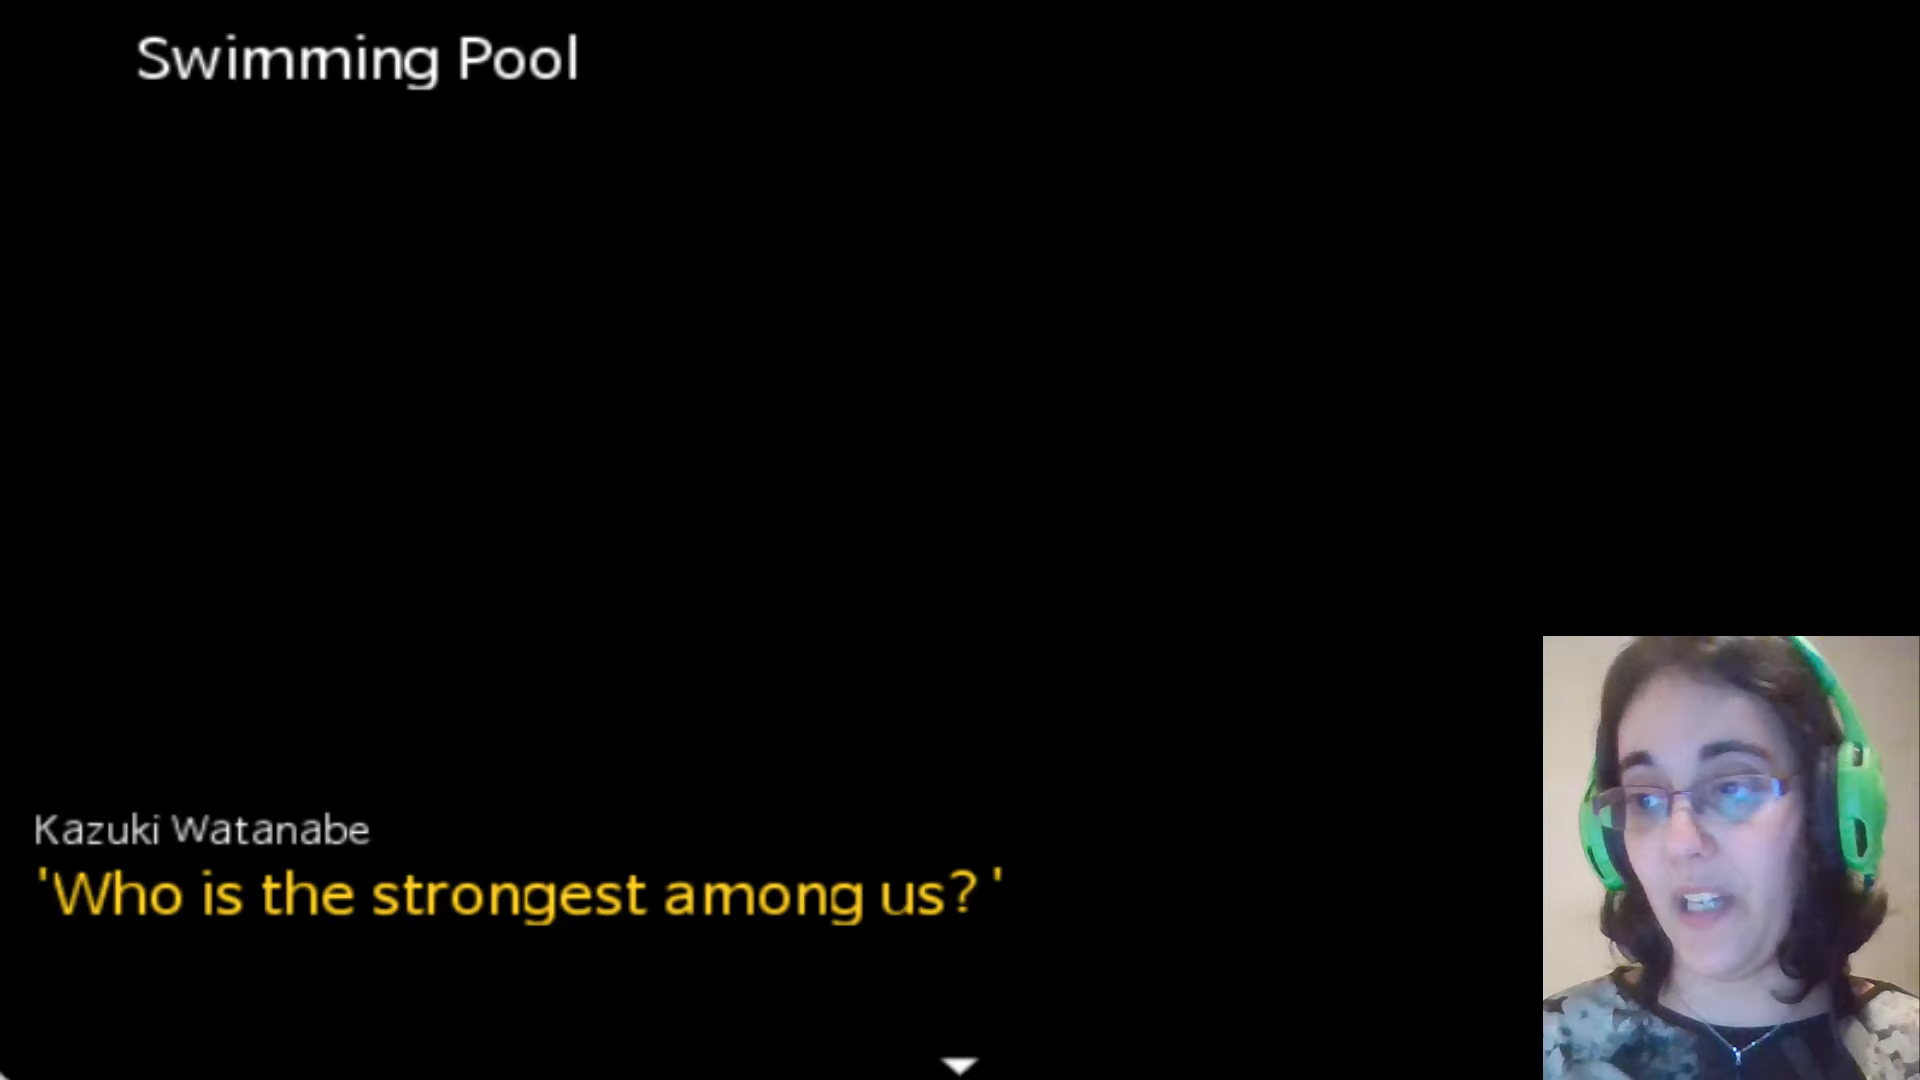 Swimming Pool
Kazuki Watanabe
'Who is the strongest among us? '